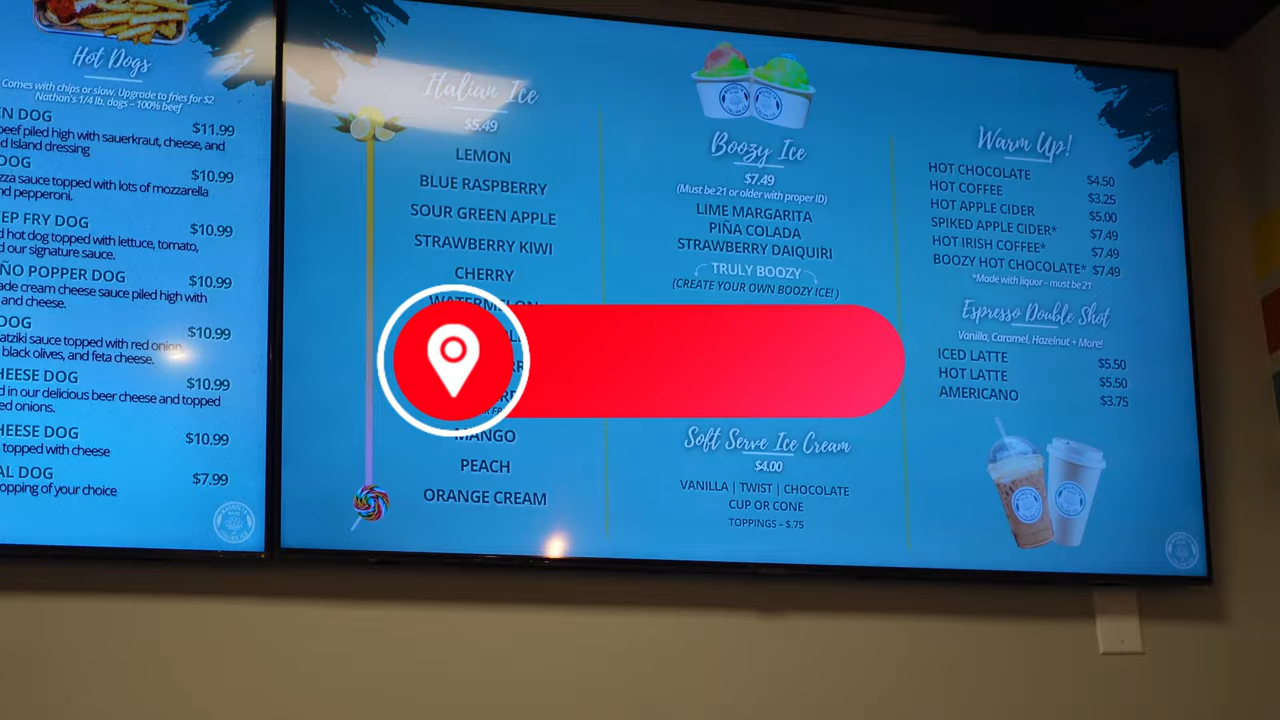 Hot Dogs
Comes with chips or slaw. Upgrade to fries for $2
Nathan's 1/4 lb. dogs – 100% beef
DOG
$11.99
beef piled high with sauerkraut, cheese, and
Island dressing
DOG
$10.99
sauce topped with lots of mozzarella
pepperoni.
FRY DOG
$10.99
hot dog topped with lettuce, tomato,
our signature sauce.
POPPER DOG
$10.99
cream cheese sauce piled high with
and cheese.
DOG
$10.99
sauce topped with red onion,
black olives, and feta cheese.
DOG
$10.99
in our delicious beer cheese and topped
onions.
DOG
$10.99
topped with cheese
DOG
$7.99
of your choice
Italian Ice
$5.49
LEMON
BLUE RASPBERRY
SOUR GREEN APPLE
STRAWBERRY KIWI
CHERRY
WATERMELON
MANGO
PEACH
ORANGE CREAM
Boozy Ice
$7.49
(Must be 21 or older with proper ID)
LIME MARGARITA
PIÑA COLADA
STRAWBERRY DAIQUIRI
TRULY BOOZY
(CREATE YOUR OWN BOOZY ICE! )
Soft Serve Ice Cream
$4.00
VANILLA | TWIST | CHOCOLATE
CUP OR CONE
TOPPINGS – $.75
Warm Up!
HOT CHOCOLATE $4.50
HOT COFFEE $3.25
HOT APPLE CIDER $5.00
SPIKED APPLE CIDER* $7.49
HOT IRISH COFFEE* $7.49
BOOZY HOT CHOCOLATE* $7.49
*Made with liquor – must be 21
Espresso Double Shot
Vanilla, Caramel, Hazelnut + More!
ICED LATTE $5.50
HOT LATTE $5.50
AMERICANO $3.75